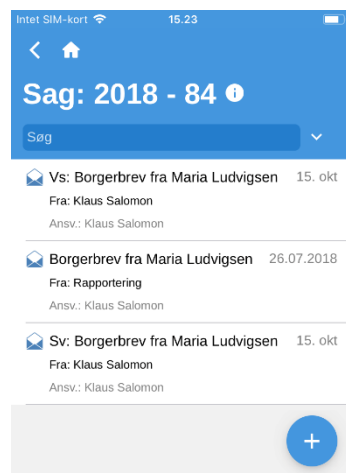 Intet SIM-kort 15.23
Sag: 2018 - 84
Søg
Vs: Borgerbrev fra Maria Ludvigsen 15. okt
Fra: Klaus Salomon
Ansv.: Klaus Salomon
Borgerbrev fra Maria Ludvigsen 26.07.2018
Fra: Rapportering
Ansv.: Klaus Salomon
Sv: Borgerbrev fra Maria Ludvigsen 15. okt
Fra: Klaus Salomon
Ansv.: Klaus Salomon